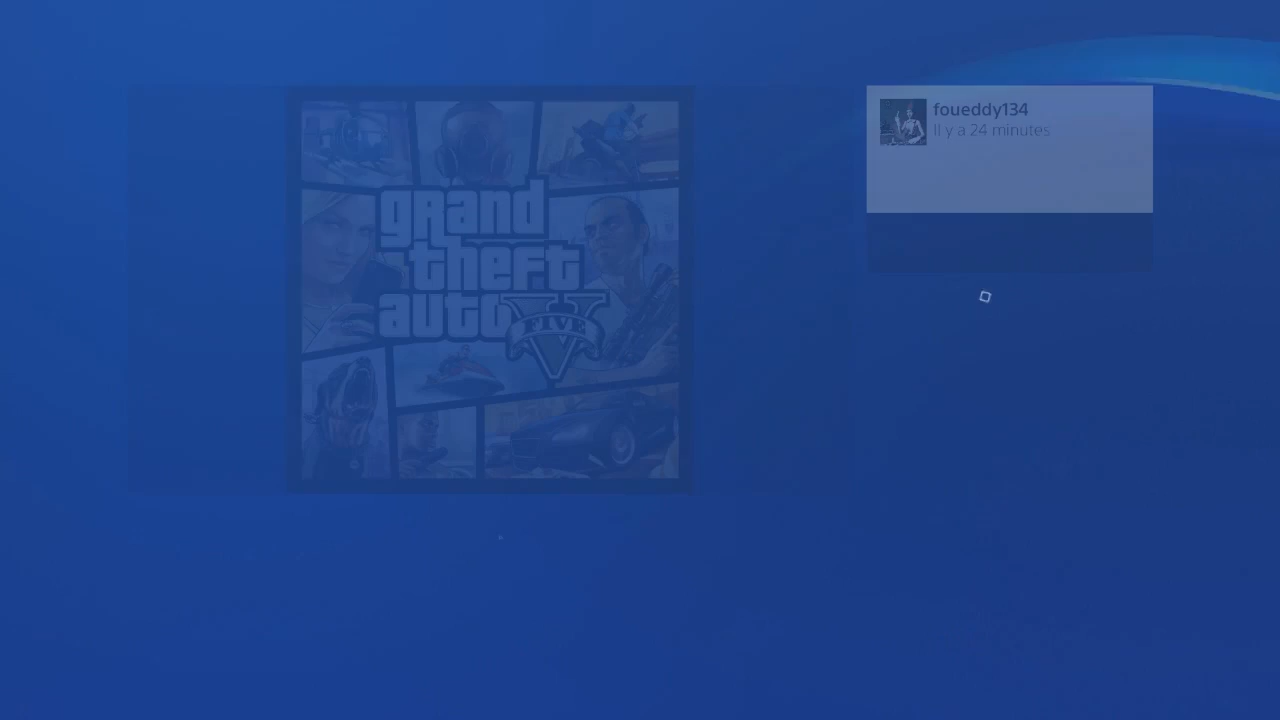 grand
theft
auto V
FIVE
foueddy134
Il y a 24 minutes